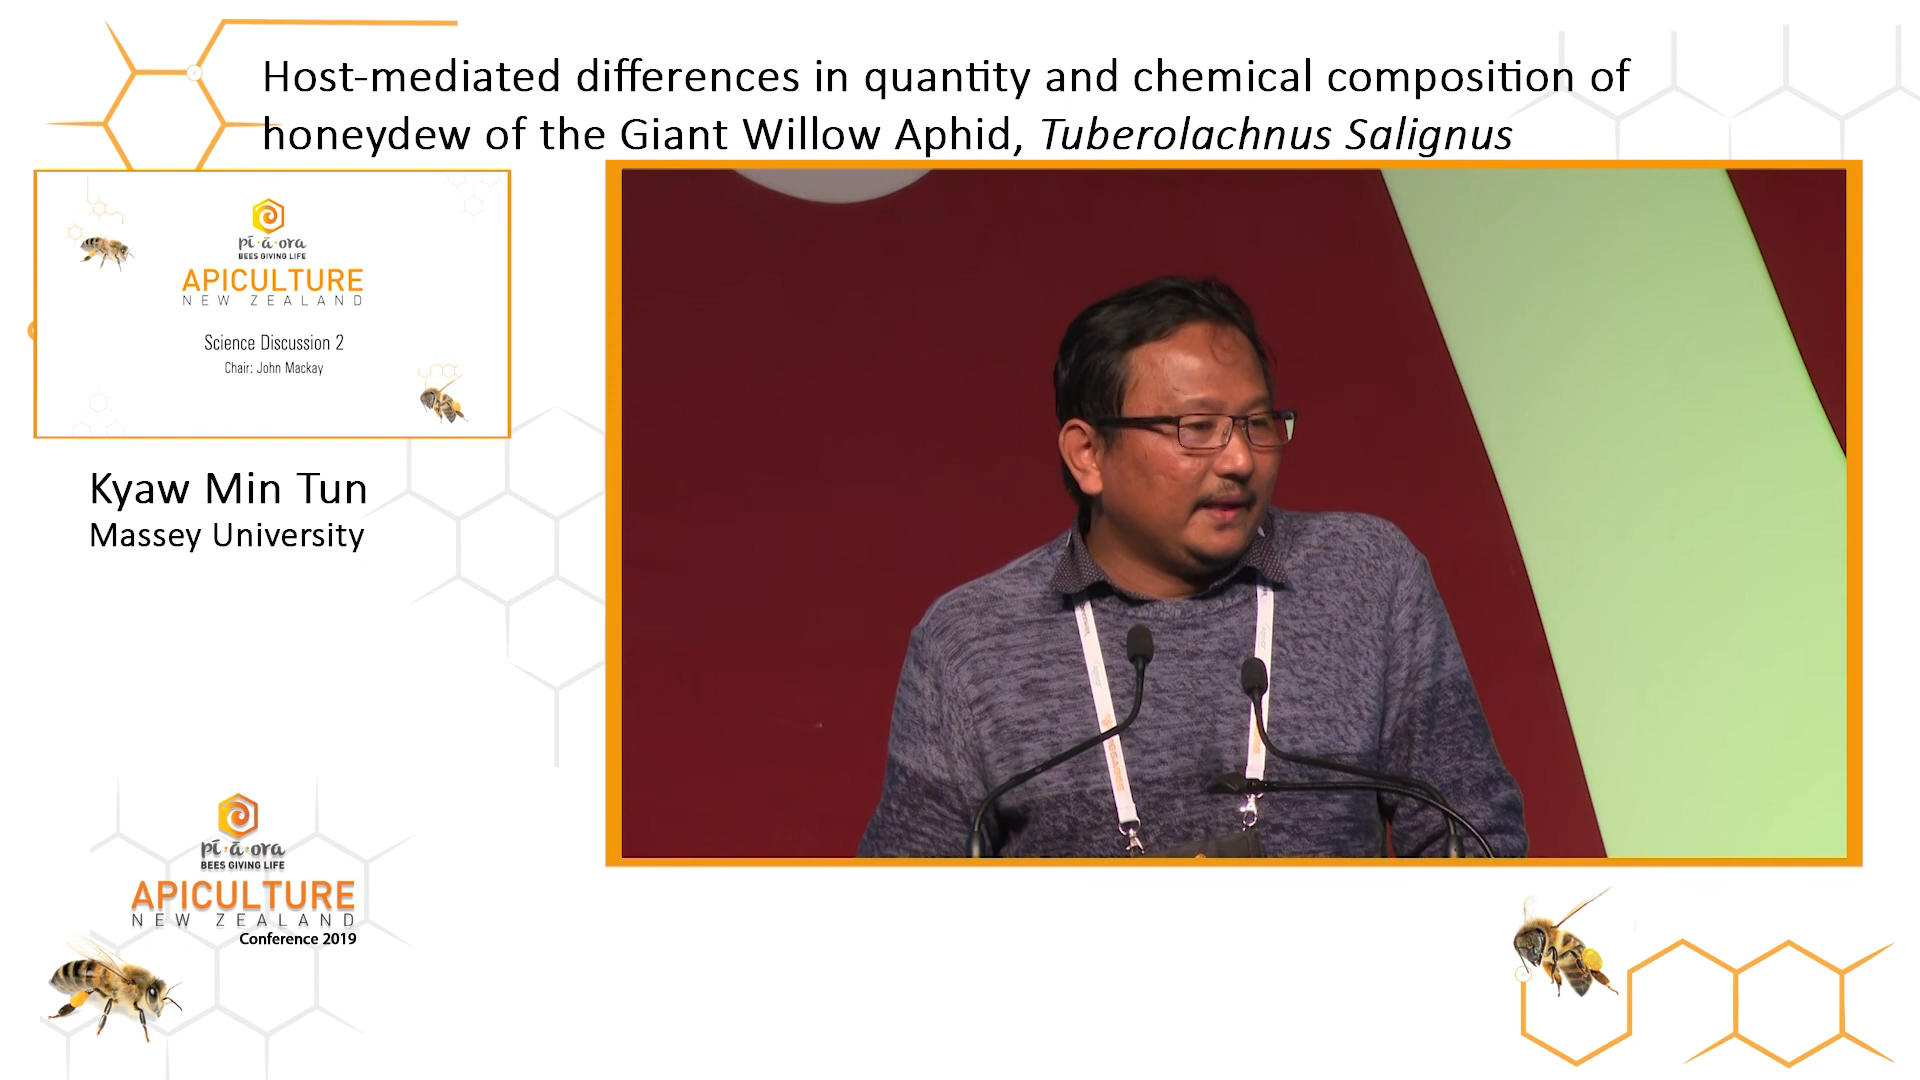 Host-mediated differences in quantity and chemical composition of
honeydew of the Giant Willow Aphid, Tuberolachnus Salignus
pī·ā·ora
BEES GIVING LIFE
APICULTURE
NEW ZEALAND
Science Discussion 2
Chair: John Mackay
Kyaw Min Tun
Massey University
pī·ā·ora
BEES GIVING LIFE
APICULTURE
NEW ZEALAND
Conference 2019